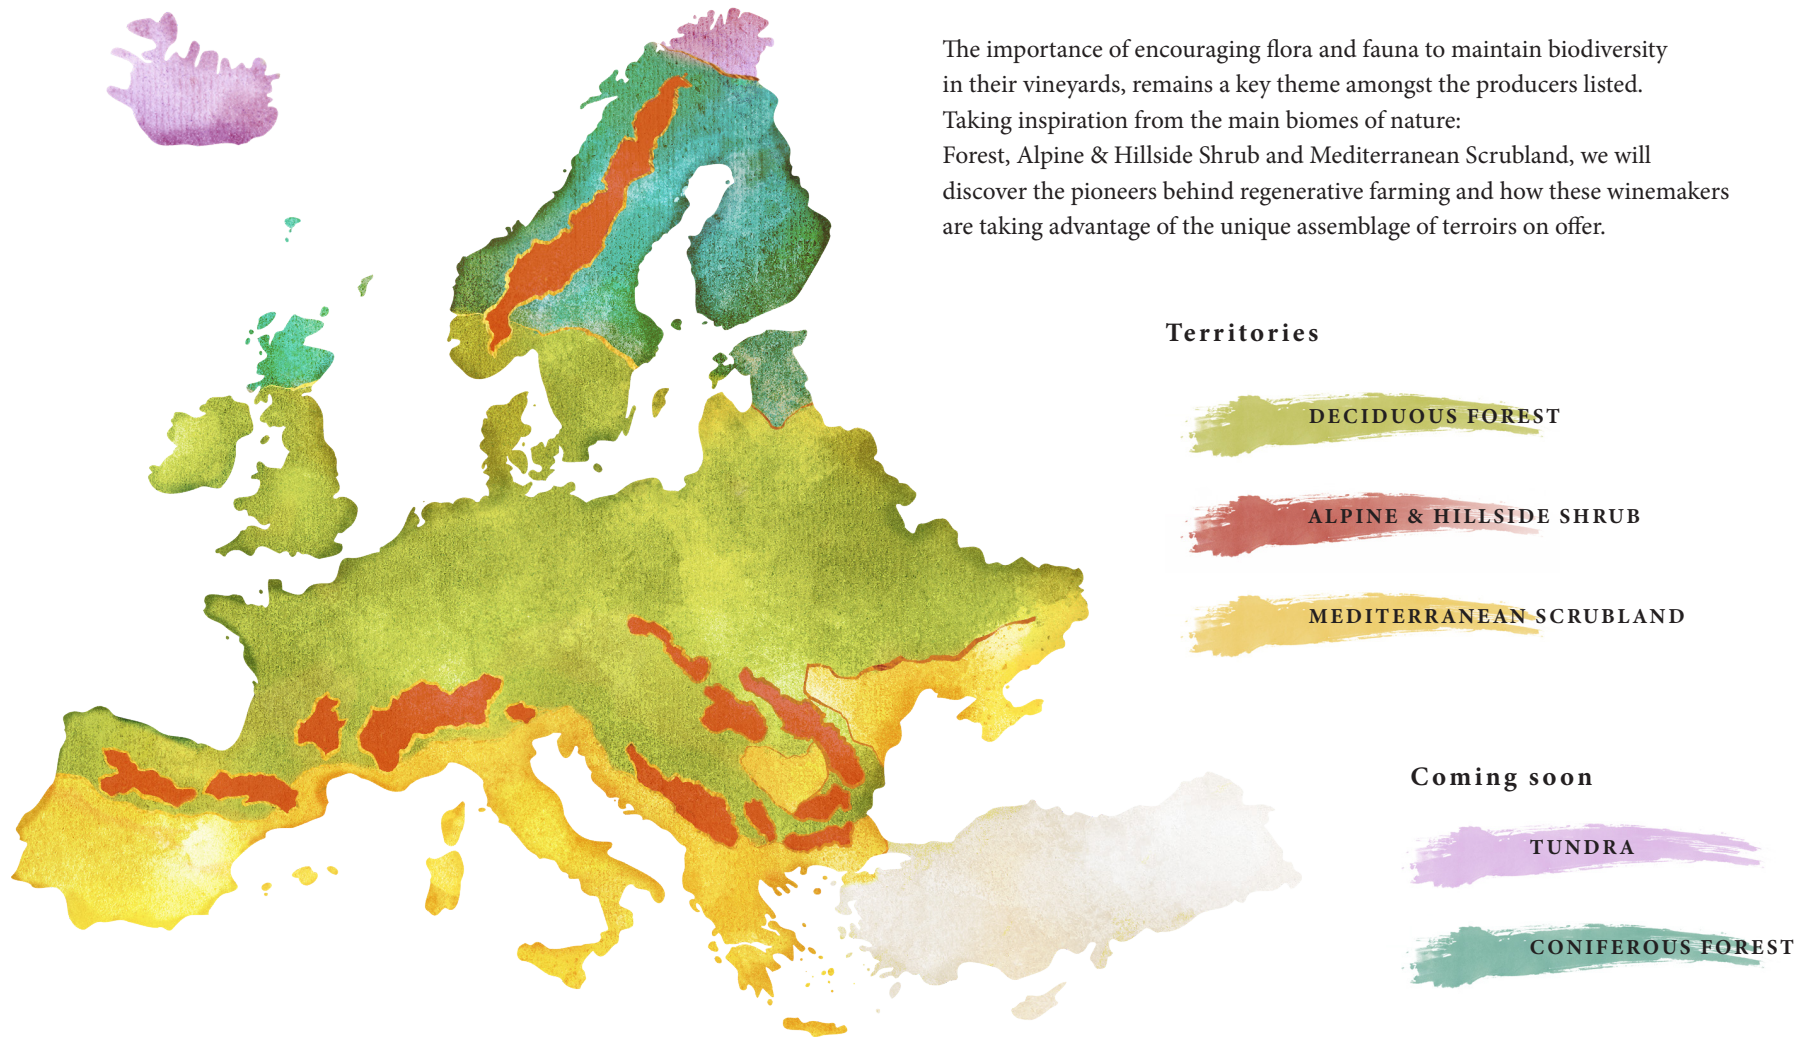 The importance of encouraging flora and fauna to maintain biodiversity
in their vineyards, remains a key theme amongst the producers listed.
Taking inspiration from the main biomes of nature:
Forest, Alpine & Hillside Shrub and Mediterranean Scrubland, we will
discover the pioneers behind regenerative farming and how these winemakers
are taking advantage of the unique assemblage of terroirs on offer.
Territories
DECIDUOUS FOREST
ALPINE & HILLSIDE SHRUB
MEDITERRANEAN SCRUBLAND
Coming soon
TUNDRA
CONIFEROUS FOREST